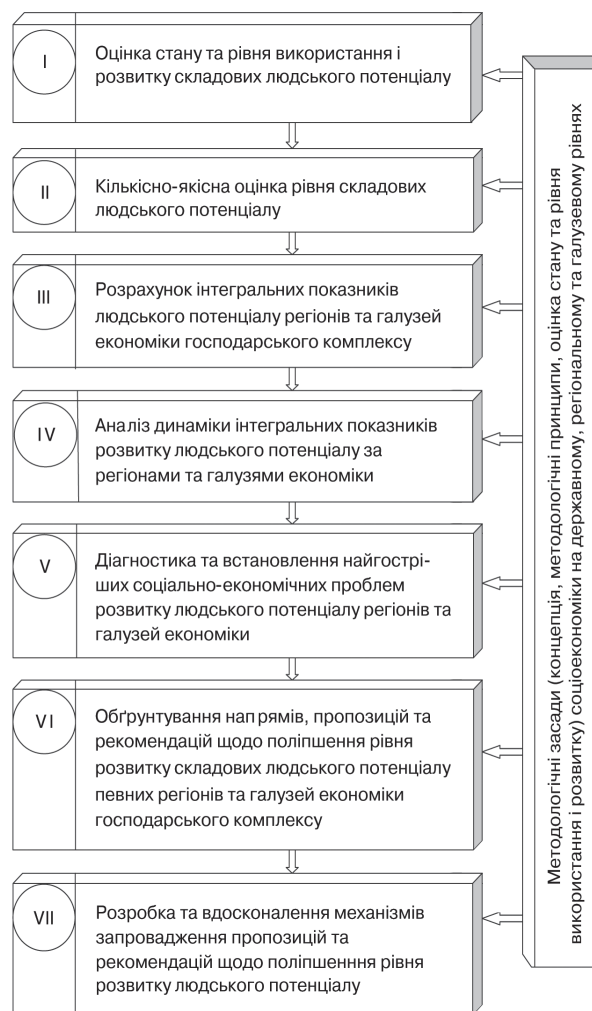 I
Оцінка стану та рівня використання і
розвитку складових людського потенціалу
II
Кількісно-якісна оцінка рівня складових
людського потенціалу
III
Розрахунок інтегральних показників
людського потенціалу регіонів та галузей
економіки господарського комплексу
IV
Аналіз динаміки інтегральних показників
розвитку людського потенціалу за
регіонами та галузями економіки
V
Діагностика та встановлення найгострі-
ших соціально-економічних проблем
розвитку людського потенціалу регіонів та
галузей економіки
VI
Обґрунтування напрямів, пропозицій та
рекомендацій щодо поліпшення рівня
розвитку складових людського потенціалу
певних регіонів та галузей економіки
господарського комплексу
VII
Розробка та вдосконалення механізмів
запровадження пропозицій та
рекомендацій щодо поліпшенння рівня
розвитку людського потенціалу
Методологічні засади (концепція, методологічні принципи, оцінка стану та рівня
використання і розвитку) соціоекономіки на державному, регіональному та галузевому рівнях